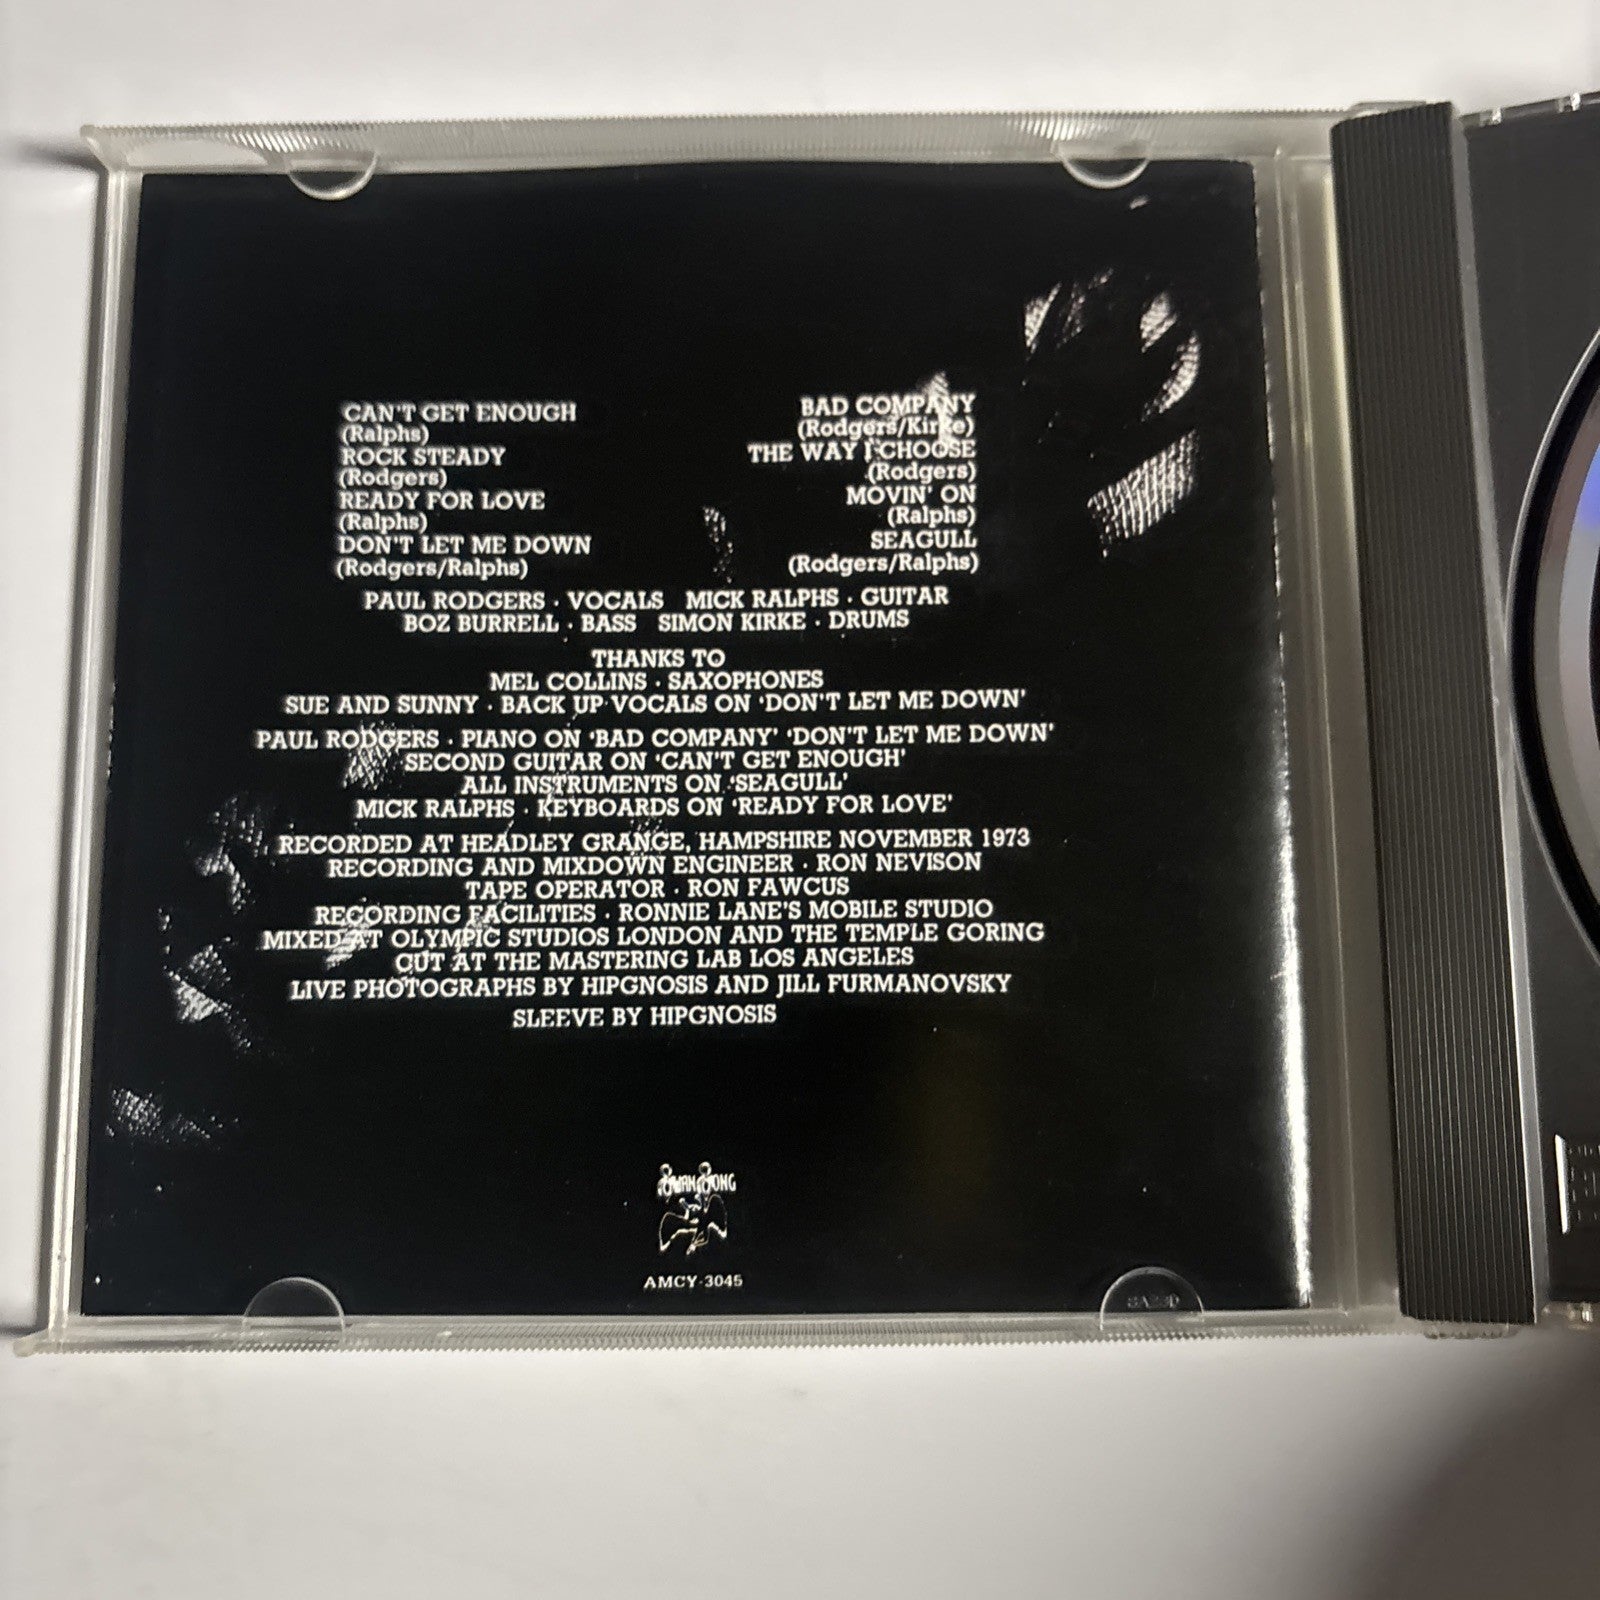 CAN'T GET ENOUGH
(Ralphs)
ROCK STEADY
(Rodgers)
READY FOR LOVE
(Ralphs)
DON'T LET ME DOWN
(Rodgers/Ralphs)
BAD COMPANY
(Rodgers/Kirke)
THE WAY I CHOOSE
(Rodgers)
MOVIN' ON
(Ralphs)
SEAGULL
(Rodgers/Ralphs)
PAUL RODGERS · VOCALS MICK RALPHS · GUITAR
BOZ BURRELL · BASS SIMON KIRKE · DRUMS
THANKS TO
MEL COLLINS · SAXOPHONES
SUE AND SUNNY · BACK UP VOCALS ON 'DON'T LET ME DOWN'
PAUL RODGERS · PIANO ON 'BAD COMPANY' 'DON'T LET ME DOWN'
SECOND GUITAR ON 'CAN'T GET ENOUGH'
ALL INSTRUMENTS ON 'SEAGULL'
MICK RALPHS · KEYBOARDS ON 'READY FOR LOVE'
RECORDED AT HEADLEY GRANGE, HAMPSHIRE NOVEMBER 1973
RECORDING AND MIXDOWN ENGINEER · RON NEVISON
TAPE OPERATOR · RON FAWCUS
RECORDING FACILITIES · RONNIE LANE'S MOBILE STUDIO
MIXED AT OLYMPIC STUDIOS LONDON AND THE TEMPLE GORING
CUT AT THE MASTERING LAB LOS ANGELES
LIVE PHOTOGRAPHS BY HIPGNOSIS AND JILL FURMANOVSKY
SLEEVE BY HIPGNOSIS
SWAN SONG
AMCY-3045